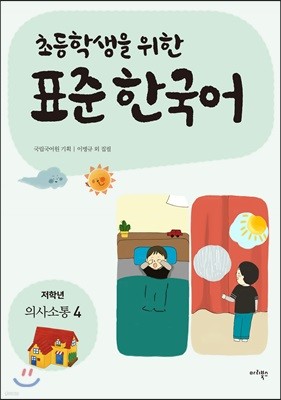 초등학생을 위한
표준 한국어
국립국어원 기획 | 이병규 외 집필
저학년
의사소통 4
마리북스